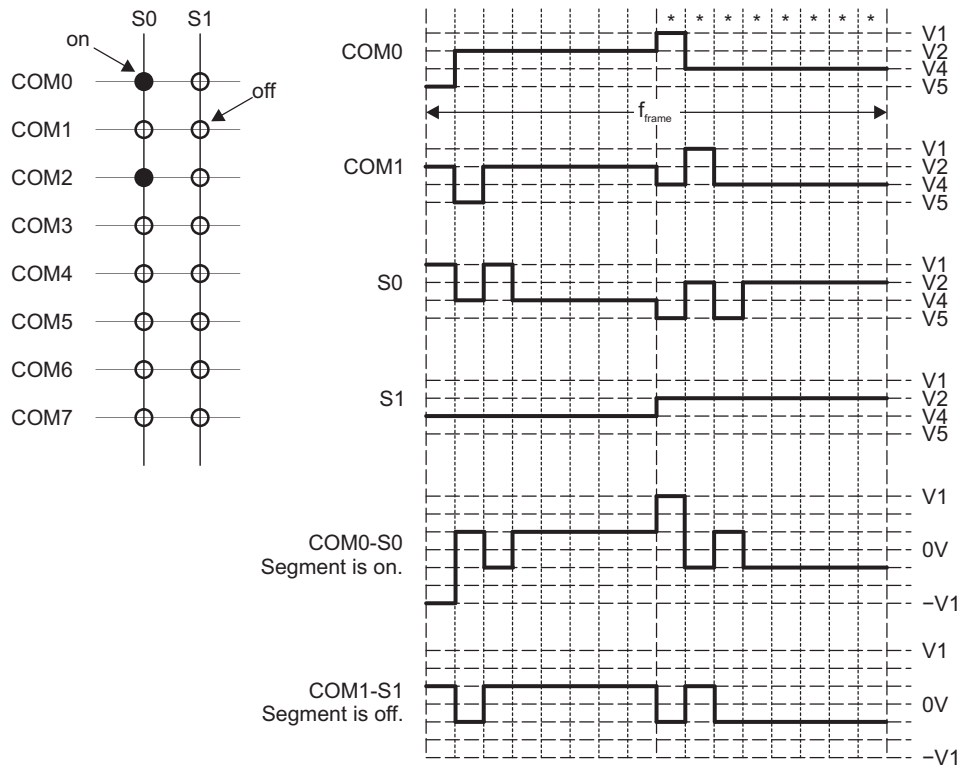 S0 S1
on
off
COM0
COM1
COM2
COM3
COM4
COM5
COM6
COM7
* * * * * * * *
COM0
V1
V2
V4
V5
fframe
COM1
V1
V2
V4
V5
S0
V1
V2
V4
V5
S1
V1
V2
V4
V5
COM0-S0
Segment is on.
V1
0V
−V1
COM1-S1
Segment is off.
V1
0V
−V1